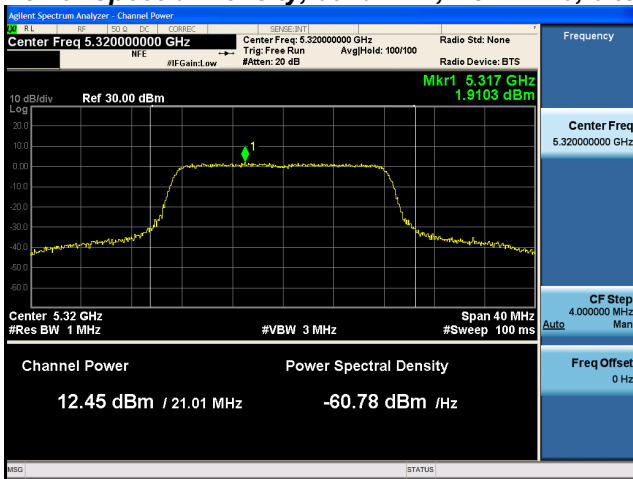 Agilent Spectrum Analyzer - Channel Power
RL RF 50 Ω DC CORREC SENSE:INT
Center Freq 5.320000000 GHz
NFE
#IFGain:Low
Center Freq: 5.320000000 GHz
Trig: Free Run Avg|Hold: 100/100
#Atten: 20 dB
Radio Std: None
Radio Device: BTS
Frequency
Mkr1 5.317 GHz
1.9103 dBm
10 dB/div Ref 30.00 dBm
Log
20.0
10.0
0.00
-10.0
-20.0
-30.0
-40.0
-50.0
-60.0
1
Center Freq
5.320000000 GHz
Center 5.32 GHz
#Res BW 1 MHz
#VBW 3 MHz
Span 40 MHz
#Sweep 100 ms
CF Step
4.000000 MHz
Auto Man
Channel Power
12.45 dBm / 21.01 MHz
Power Spectral Density
-60.78 dBm /Hz
Freq Offset
0 Hz
MSG STATUS